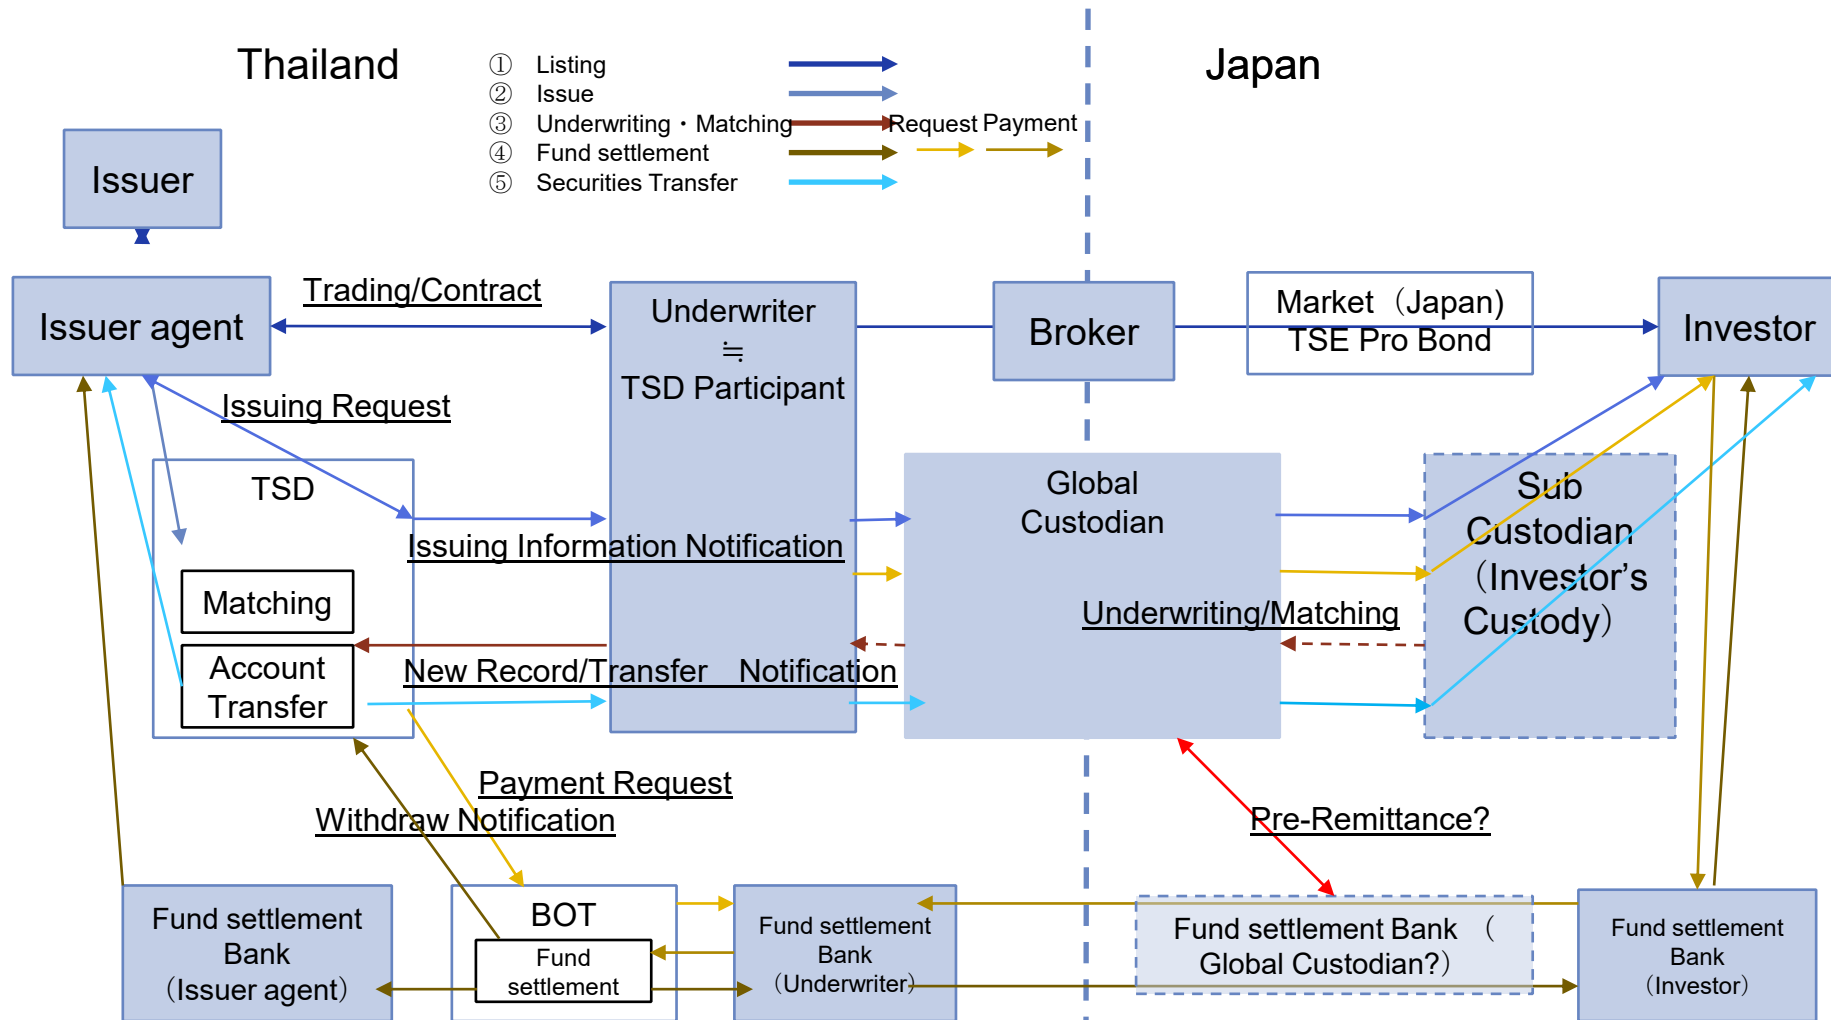 Thailand
Japan
① Listing
② Issue
③ Underwriting・Matching
④ Fund settlement
⑤ Securities Transfer
Request
Payment
Issuer
Issuer agent
Trading/Contract
Underwriter
≒
TSD Participant
Broker
Market（Japan)
TSE Pro Bond
Investor
Issuing Request
TSD
Issuing Information Notification
Matching
Account
Transfer
New Record/Transfer　Notification
Global
Custodian
Underwriting/Matching
Sub
Custodian
（Investor’s
Custody）
Payment Request
Withdraw Notification
Pre-Remittance?
Fund settlement
Bank
（Issuer agent）
BOT
Fund
settlement
Fund settlement
Bank
（Underwriter）
Fund settlement Bank （
Global Custodian?）
Fund settlement
Bank
（Investor）